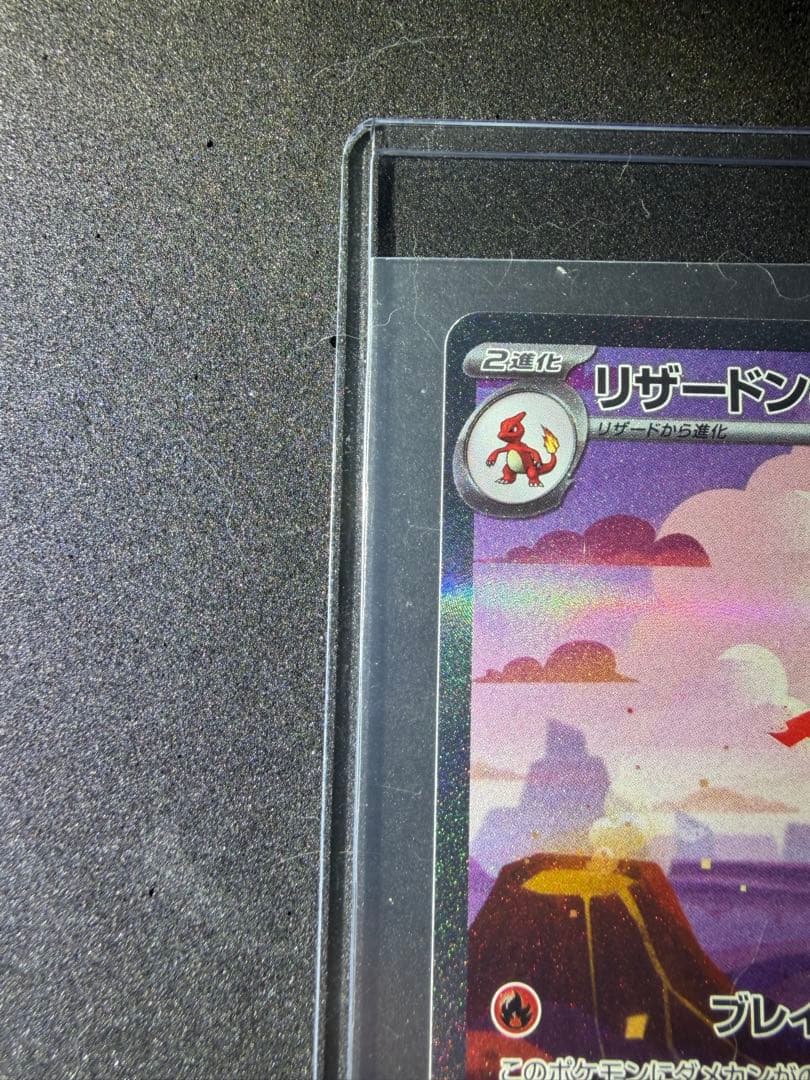 2進化
リザードン
リザードから進化
ブレイ
このポケモンにダメカンが